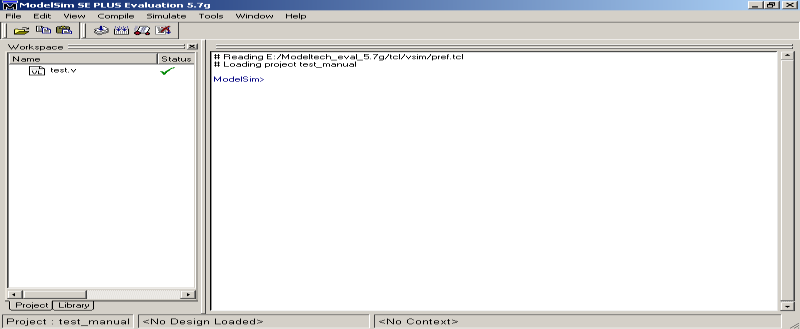 ModelSim SE PLUS Evaluation 5.7g
File Edit View Compile Simulate Tools Window Help
Workspace
Name Status
test.v
# Reading E:/Modeltech_eval_5.7g/tcl/vsim/pref.tcl
# Loading project test_manual
ModelSim>
Project Library
Project : test_manual <No Design Loaded> <No Context>